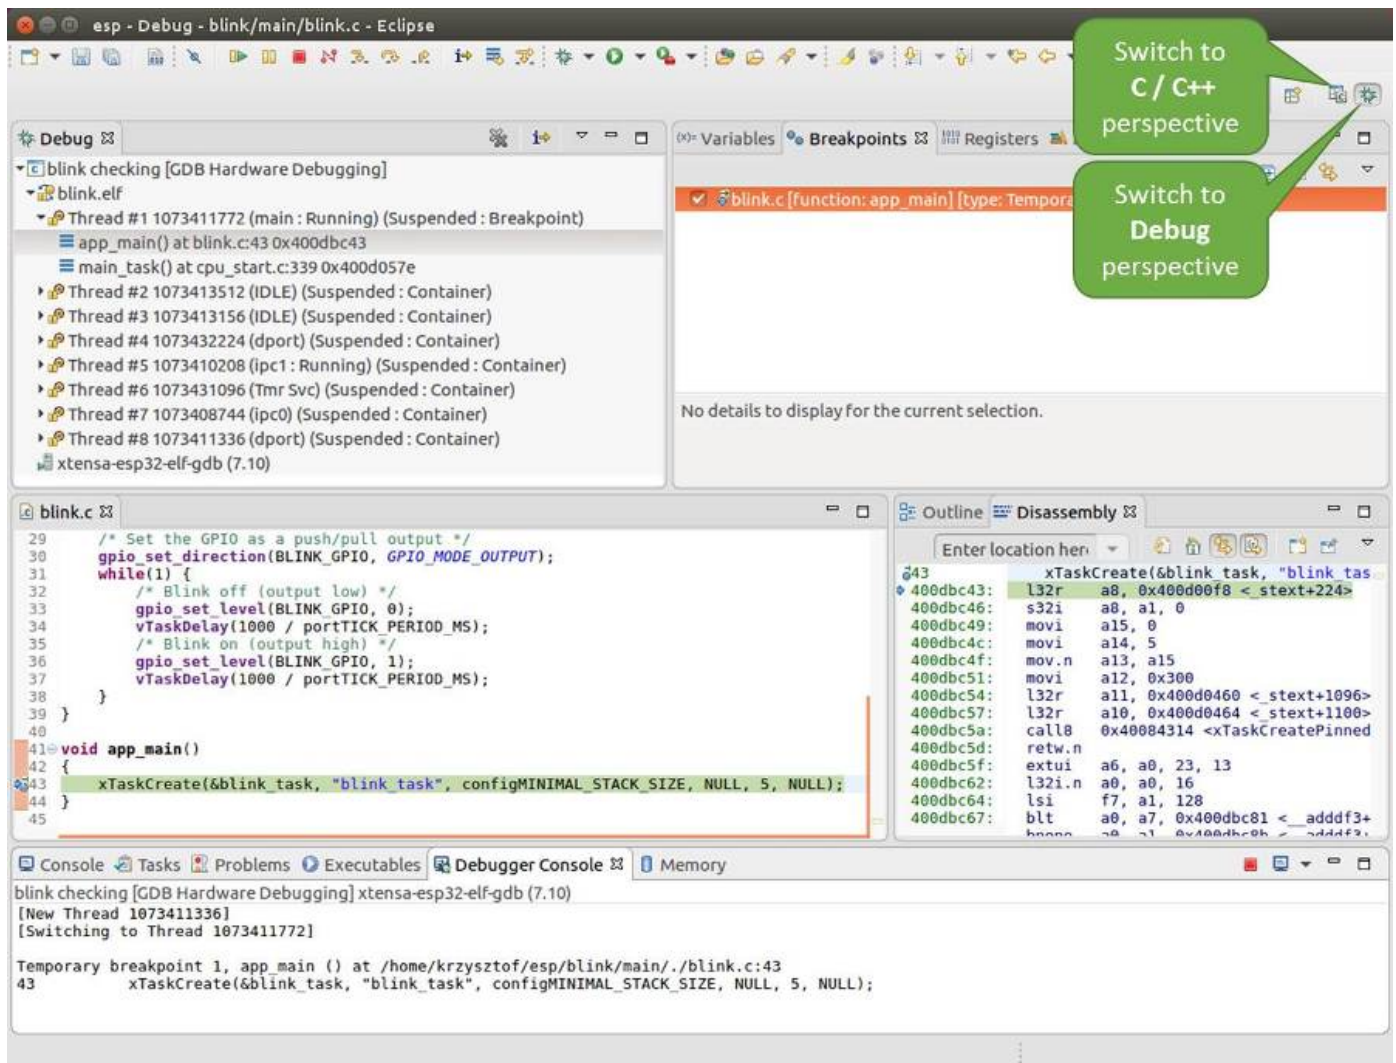 esp - Debug - blink/main/blink.c - Eclipse
Switch to
C / C++
perspective
Switch to
Debug
perspective
Debug
blink checking [GDB Hardware Debugging]
blink.elf
Thread #1 1073411772 (main : Running) (Suspended : Breakpoint)
app_main() at blink.c:43 0x400dbc43
main_task() at cpu_start.c:339 0x400d057e
Thread #2 1073413512 (IDLE) (Suspended : Container)
Thread #3 1073413156 (IDLE) (Suspended : Container)
Thread #4 1073432224 (dport) (Suspended : Container)
Thread #5 1073410208 (ipc1 : Running) (Suspended : Container)
Thread #6 1073431096 (Tmr Svc) (Suspended : Container)
Thread #7 1073408744 (ipc0) (Suspended : Container)
Thread #8 1073411336 (dport) (Suspended : Container)
xtensa-esp32-elf-gdb (7.10)
(x)= Variables Breakpoints Registers
blink.c [function: app_main] [type: Tempora
No details to display for the current selection.
blink.c
29 /* Set the GPIO as a push/pull output */
30 gpio_set_direction(BLINK_GPIO, GPIO_MODE_OUTPUT);
31 while(1) {
32 /* Blink off (output low) */
33 gpio_set_level(BLINK_GPIO, 0);
34 vTaskDelay(1000 / portTICK_PERIOD_MS);
35 /* Blink on (output high) */
36 gpio_set_level(BLINK_GPIO, 1);
37 vTaskDelay(1000 / portTICK_PERIOD_MS);
38 }
39 }
40
41 void app_main()
42 {
43 xTaskCreate(&blink_task, "blink_task", configMINIMAL_STACK_SIZE, NULL, 5, NULL);
44 }
45
Outline Disassembly
Enter location her
43 xTaskCreate(&blink_task, "blink_tas
400dbc43: l32r a8, 0x400d00f8 <_stext+224>
400dbc46: s32i a8, a1, 0
400dbc49: movi a15, 0
400dbc4c: movi a14, 5
400dbc4f: mov.n a13, a15
400dbc51: movi a12, 0x300
400dbc54: l32r a11, 0x400d0460 <_stext+1096>
400dbc57: l32r a10, 0x400d0464 <_stext+1100>
400dbc5a: call8 0x40084314 <xTaskCreatePinned
400dbc5d: retw.n
400dbc5f: extui a6, a0, 23, 13
400dbc62: l32i.n a0, a0, 16
400dbc64: lsi f7, a1, 128
400dbc67: blt a0, a7, 0x400dbc81 <__adddf3+
Console Tasks Problems Executables Debugger Console Memory
blink checking [GDB Hardware Debugging] xtensa-esp32-elf-gdb (7.10)
[New Thread 1073411336]
[Switching to Thread 1073411772]
Temporary breakpoint 1, app_main () at /home/krzysztof/esp/blink/main/./blink.c:43
43 xTaskCreate(&blink_task, "blink_task", configMINIMAL_STACK_SIZE, NULL, 5, NULL);